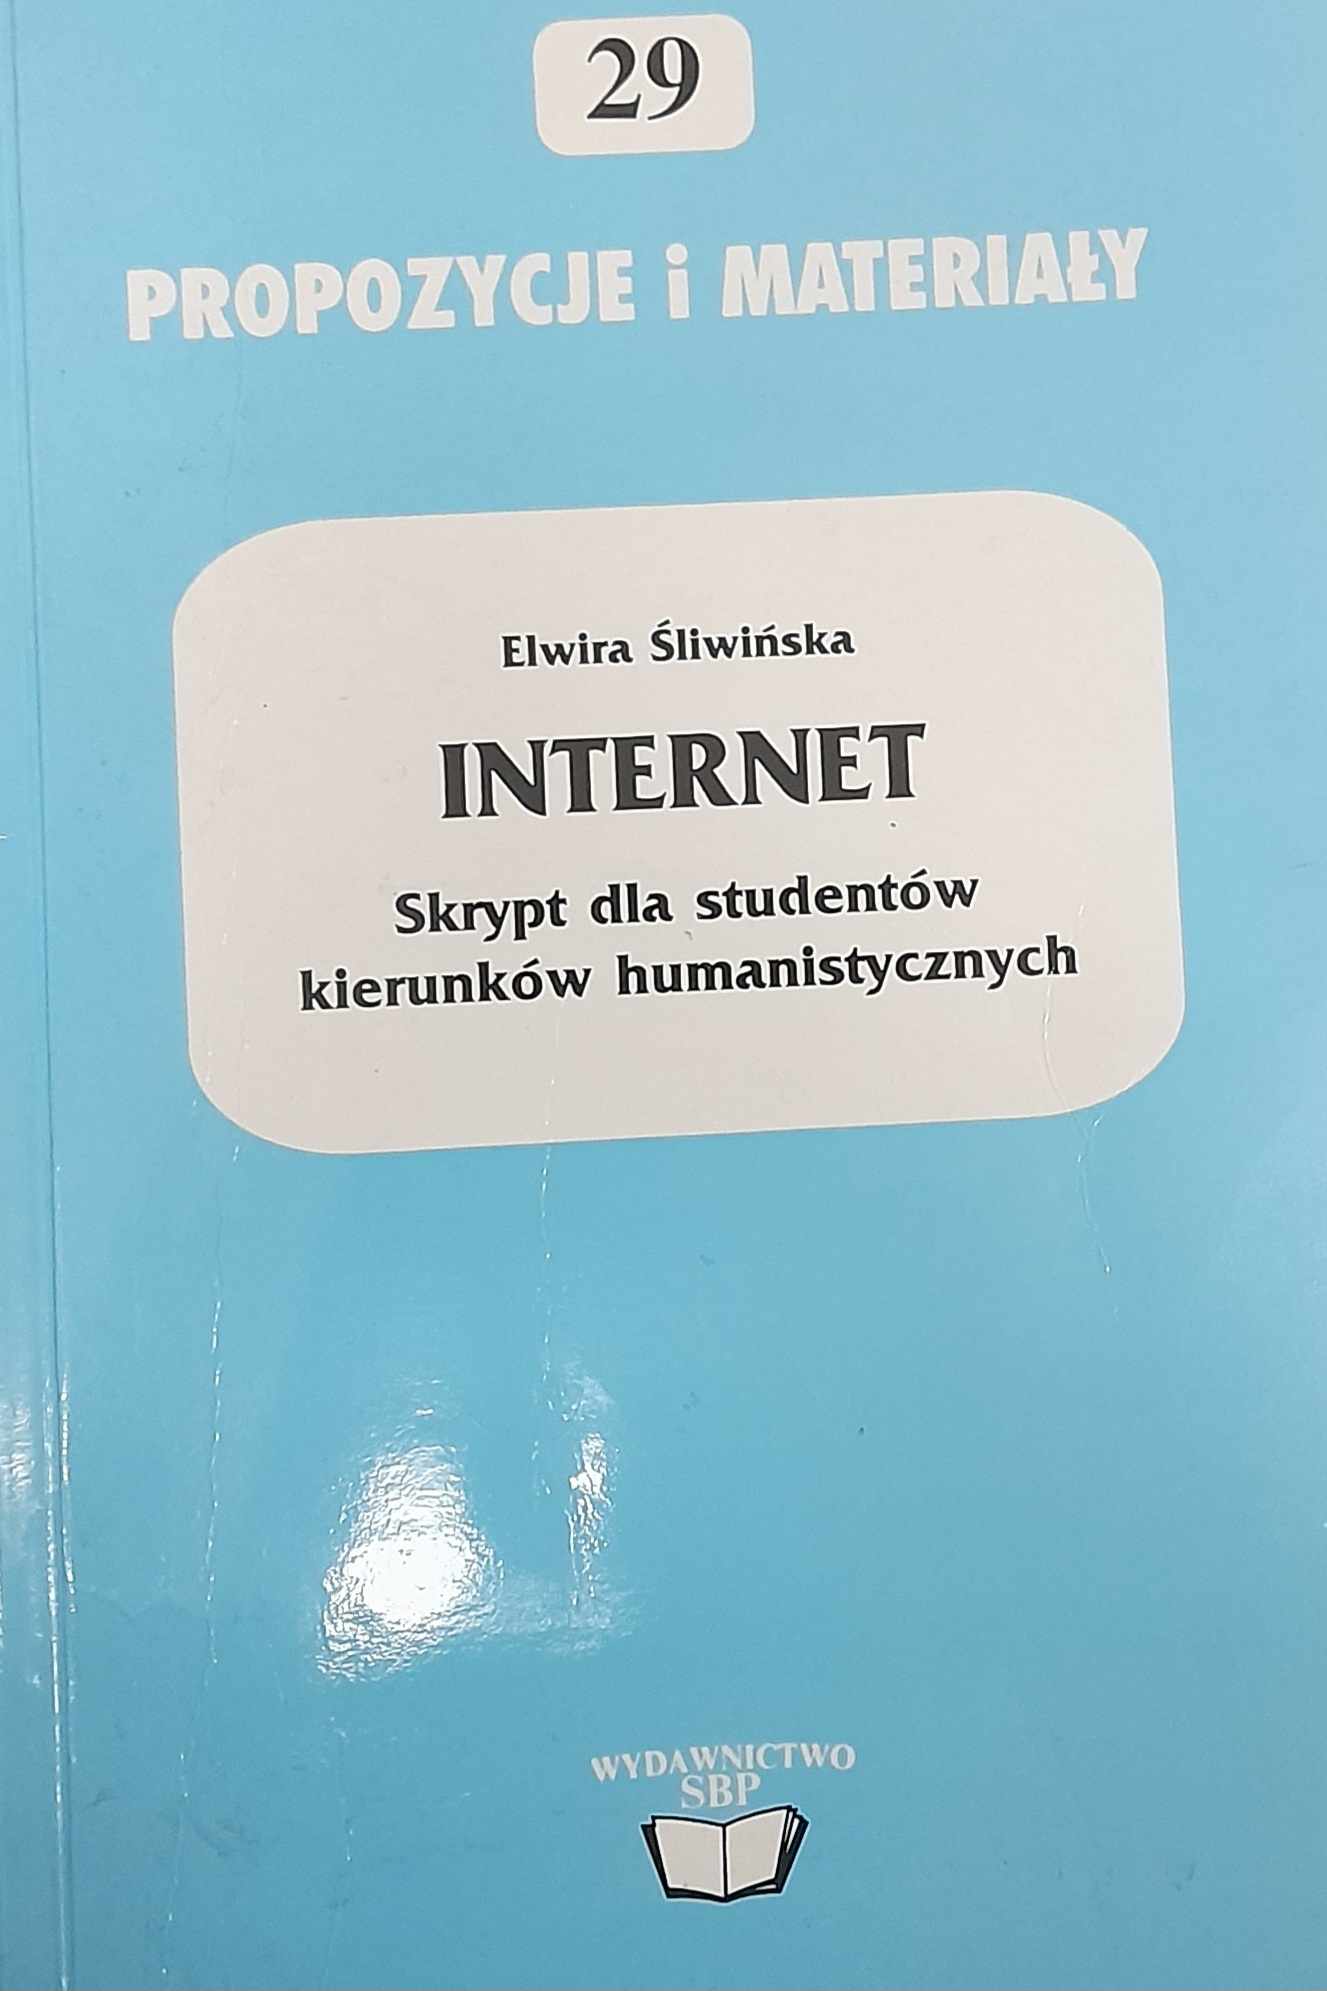 29
PROPOZYCJE i MATERIAŁY
Elwira Śliwińska
INTERNET
Skrypt dla studentów
kierunków humanistycznych
WYDAWNICTWO
SBP